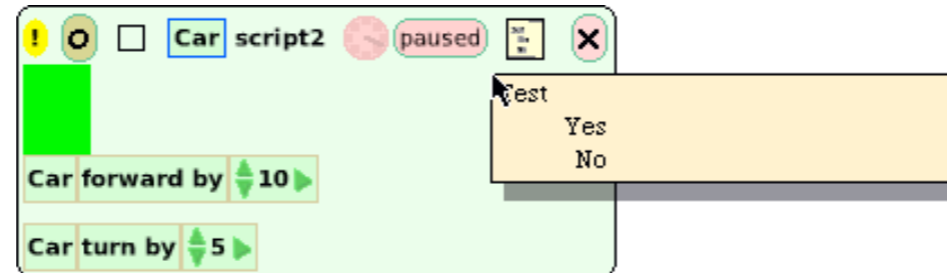 ! O Car script2 paused
Test
Yes
No
Car forward by 10
Car turn by 5